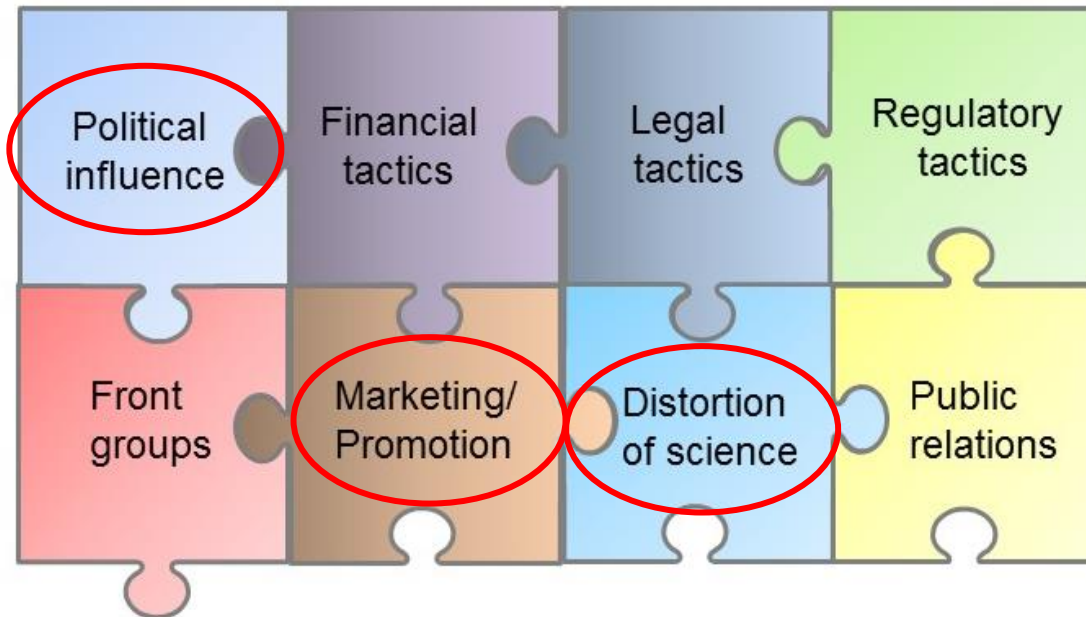 Political
influence
Financial
tactics
Legal
tactics
Regulatory
tactics
Front
groups
Marketing/
Promotion
Distortion
of science
Public
relations